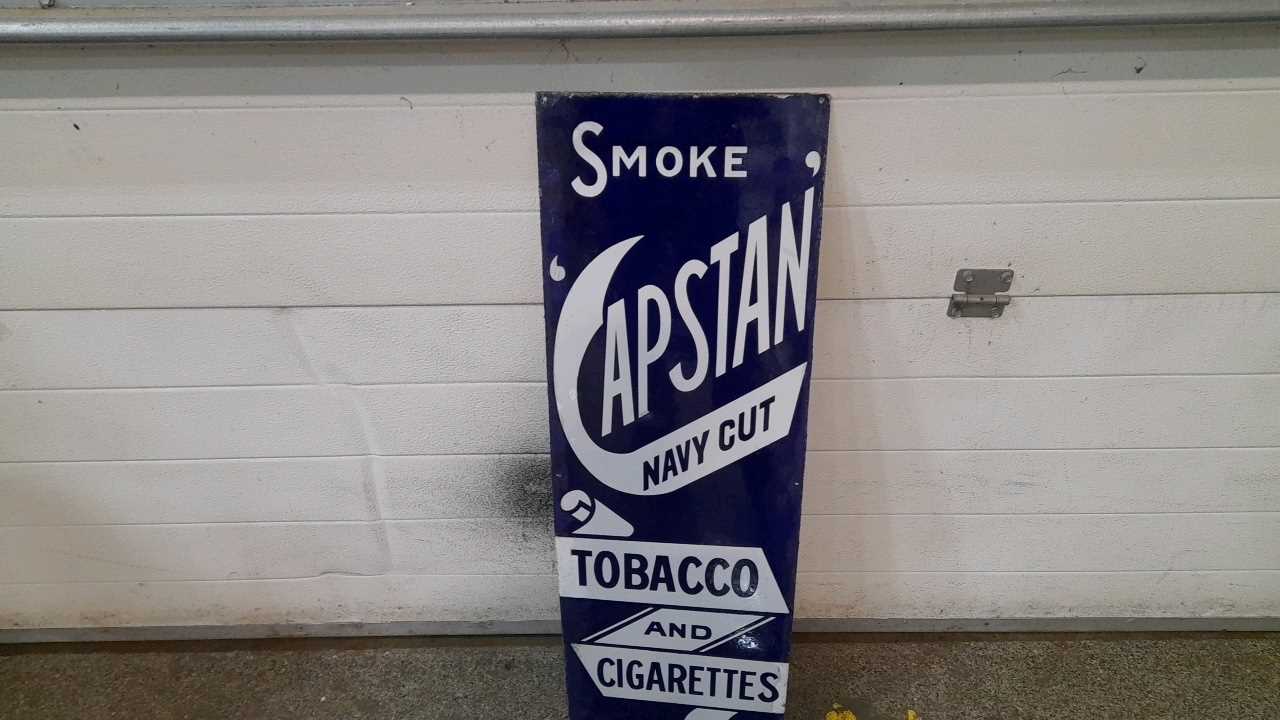 SMOKE
‘CAPSTAN’
NAVY CUT
TOBACCO
AND
CIGARETTES